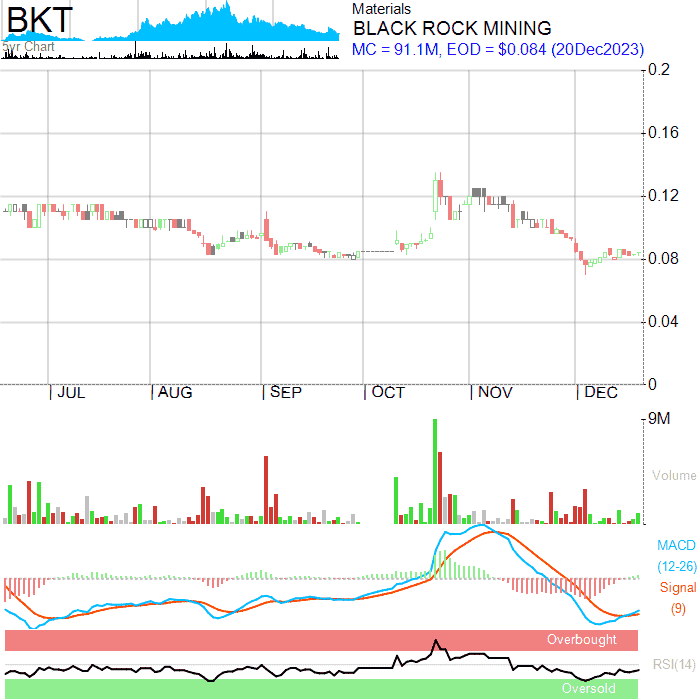 BKT
5yr Chart
Materials
BLACK ROCK MINING
MC = 91.1M, EOD = $0.084 (20Dec2023)
0.2
0.16
0.12
0.08
0.04
0
JUL AUG SEP OCT NOV DEC
9M
Volume
MACD
(12-26)
Signal
(9)
Overbought
RSI(14)
Oversold